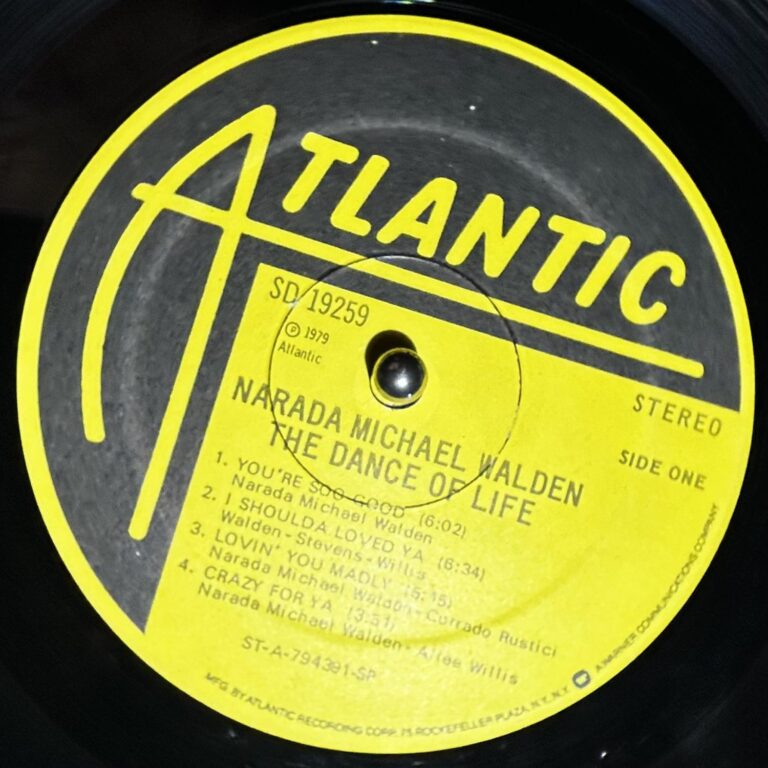 ATLANTIC
SD 19259
℗ 1979
Atlantic
STEREO
SIDE ONE
NARADA MICHAEL WALDEN
THE DANCE OF LIFE
1. YOU'RE SOO GOOD (6:02)
Narada Michael Walden
2. I SHOULDA LOVED YA (6:34)
Walden-Stevens-Willis
3. LOVIN' YOU MADLY (5:15)
Narada Michael Walden-Corrado Rustici
4. CRAZY FOR YA (3:51)
Narada Michael Walden-Allee Willis
ST-A-794391-SP
MFG. BY ATLANTIC RECORDING CORP., 75 ROCKEFELLER PLAZA, N.Y., N.Y. A WARNER COMMUNICATIONS COMPANY